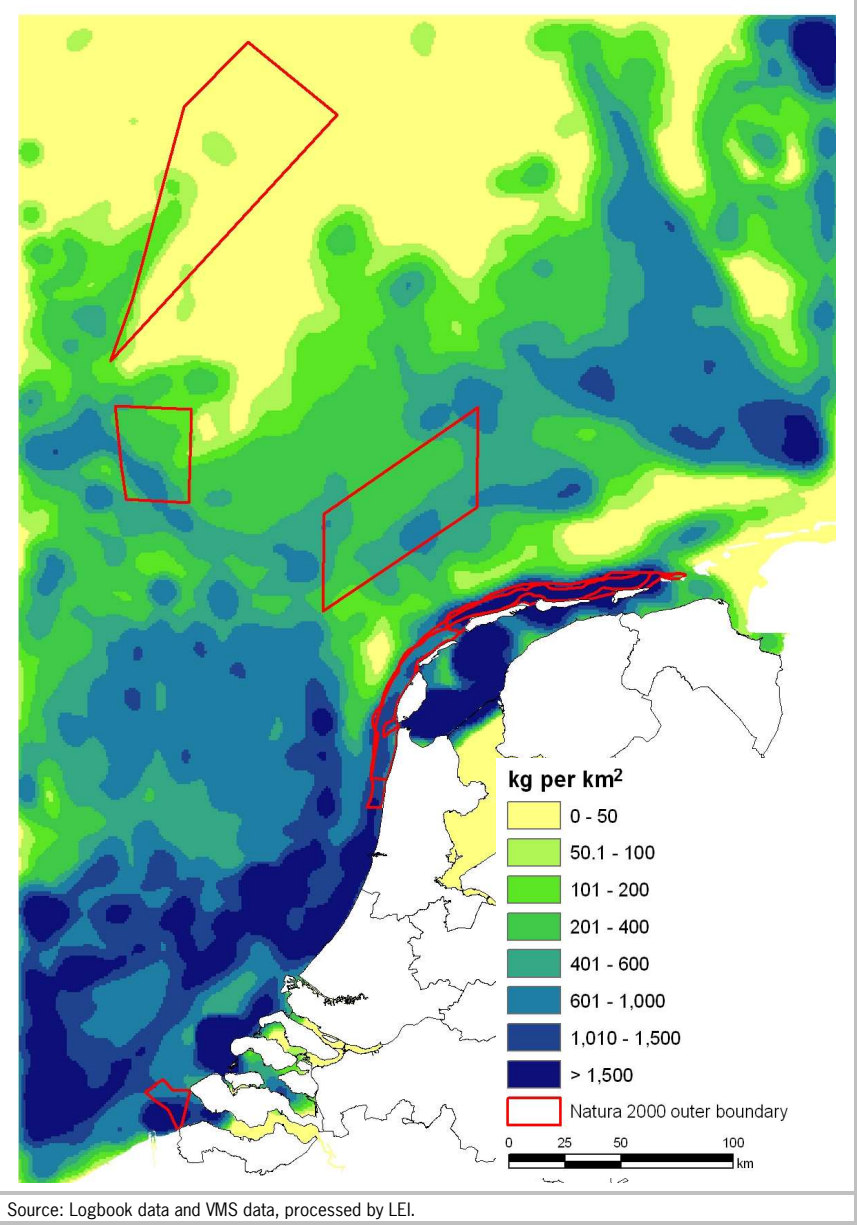 kg per km²
0 - 50
50.1 - 100
101 - 200
201 - 400
401 - 600
601 - 1,000
1,010 - 1,500
> 1,500
Natura 2000 outer boundary
0 25 50 100
km
Source: Logbook data and VMS data, processed by LEI.